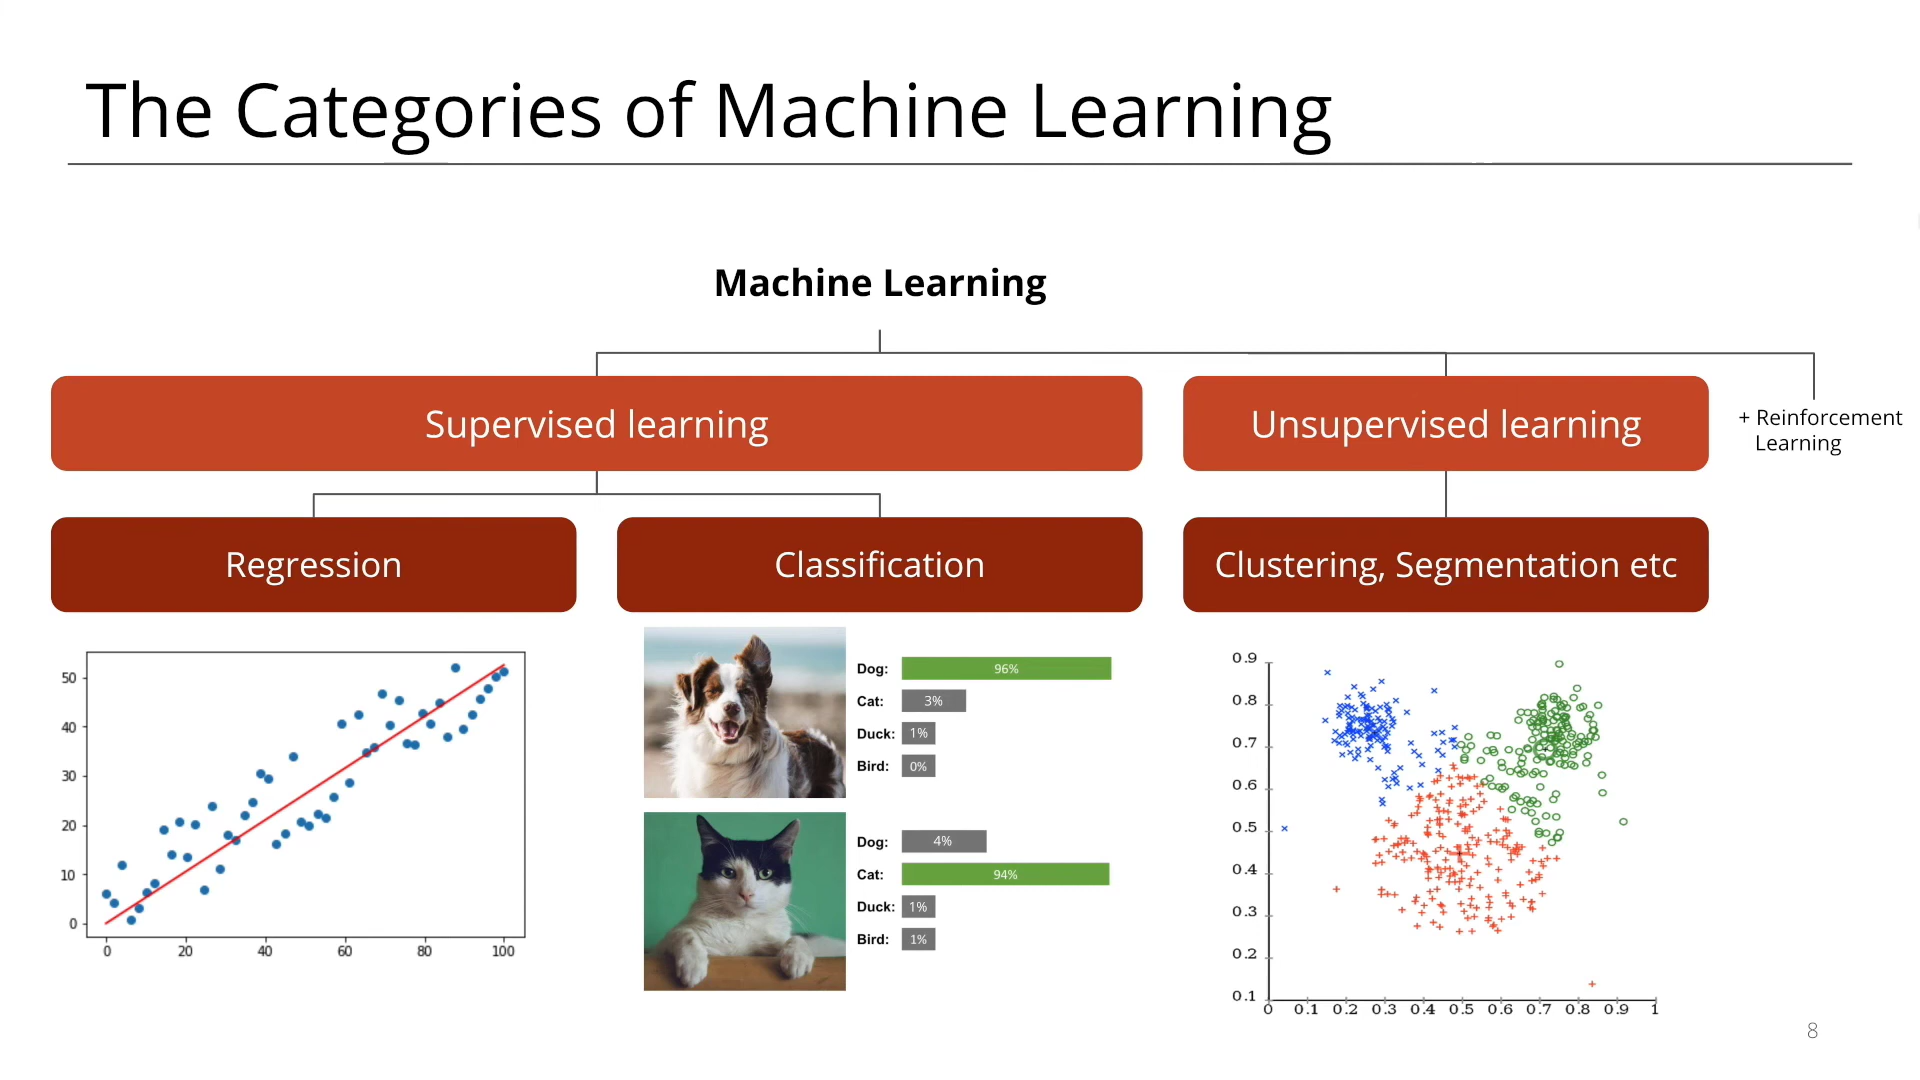 The Categories of Machine Learning
Machine Learning
Supervised learning
Unsupervised learning
+ Reinforcement
Learning
Regression
Classification
Clustering, Segmentation etc
50
40
30
20
10
0
0 20 40 60 80 100
Dog: 96%
Cat: 3%
Duck: 1%
Bird: 0%
Dog: 4%
Cat: 94%
Duck: 1%
Bird: 1%
0.9
0.8
0.7
0.6
0.5
0.4
0.3
0.2
0.1
0 0.1 0.2 0.3 0.4 0.5 0.6 0.7 0.8 0.9 1
8